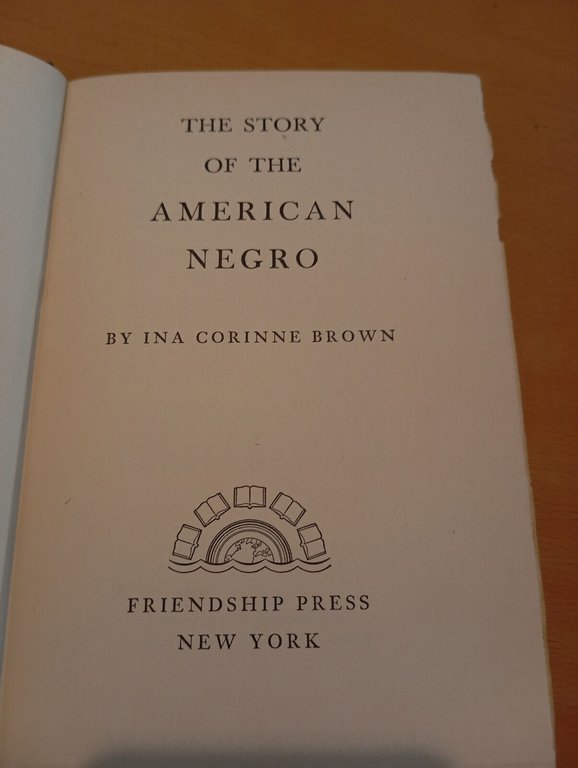 THE STORY
OF THE
AMERICAN
NEGRO
BY INA CORINNE BROWN
FRIENDSHIP PRESS
NEW YORK